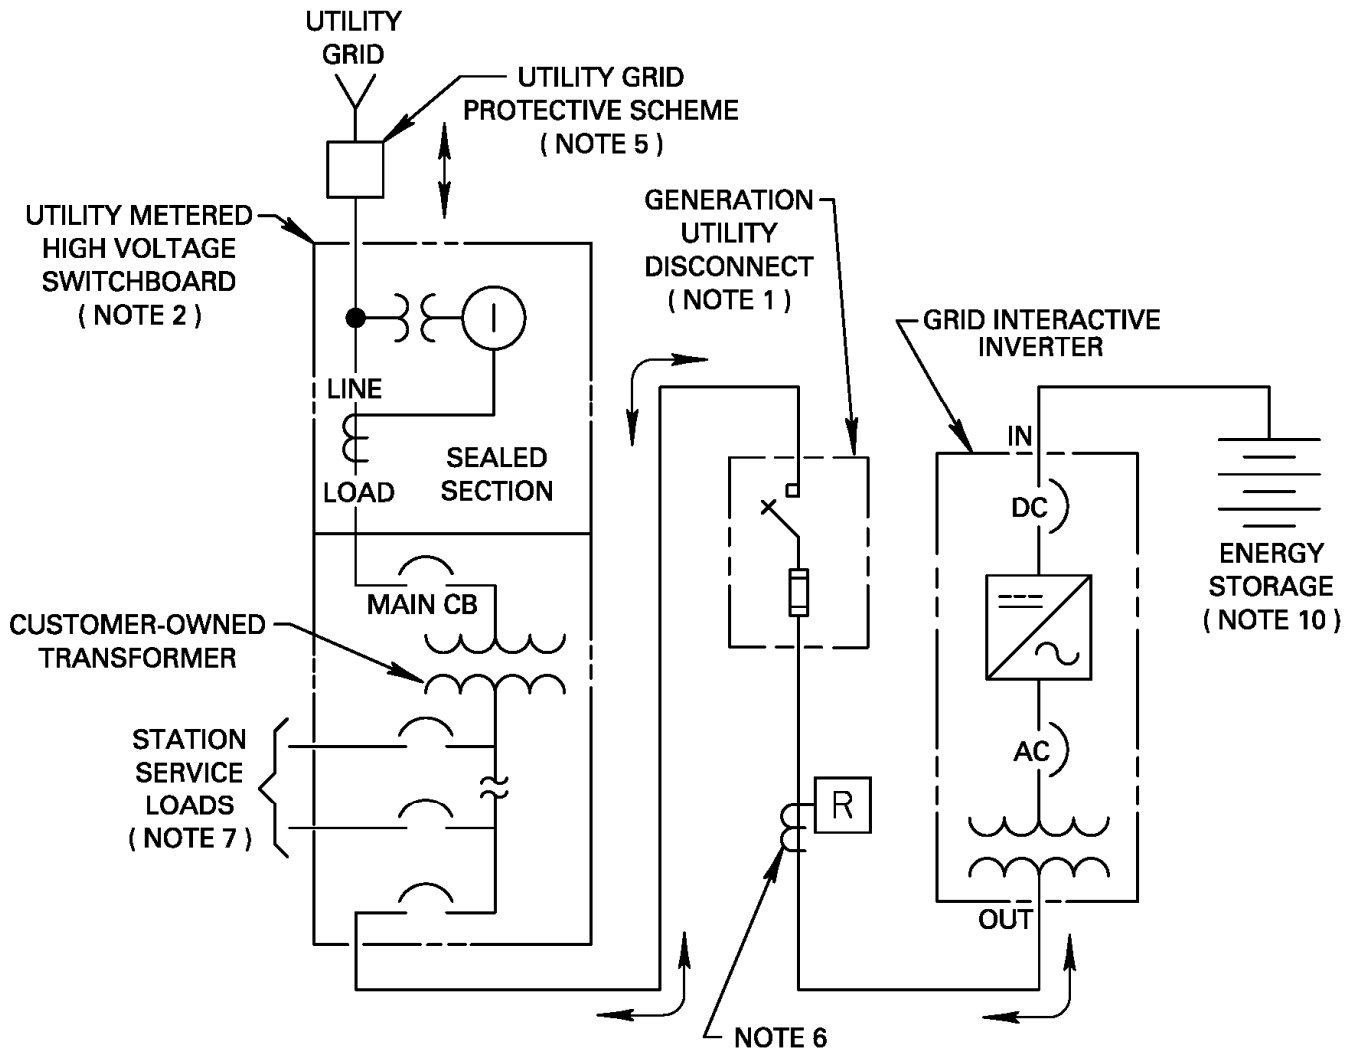 UTILITY
GRID
UTILITY GRID
PROTECTIVE SCHEME
( NOTE 5 )
UTILITY METERED
HIGH VOLTAGE
SWITCHBOARD
( NOTE 2 )
GENERATION
UTILITY
DISCONNECT
( NOTE 1 )
GRID INTERACTIVE
INVERTER
I
LINE
LOAD
SEALED
SECTION
IN
DC
ENERGY
STORAGE
( NOTE 10 )
MAIN CB
CUSTOMER-OWNED
TRANSFORMER
STATION
SERVICE
LOADS
( NOTE 7 )
AC
R
OUT
NOTE 6